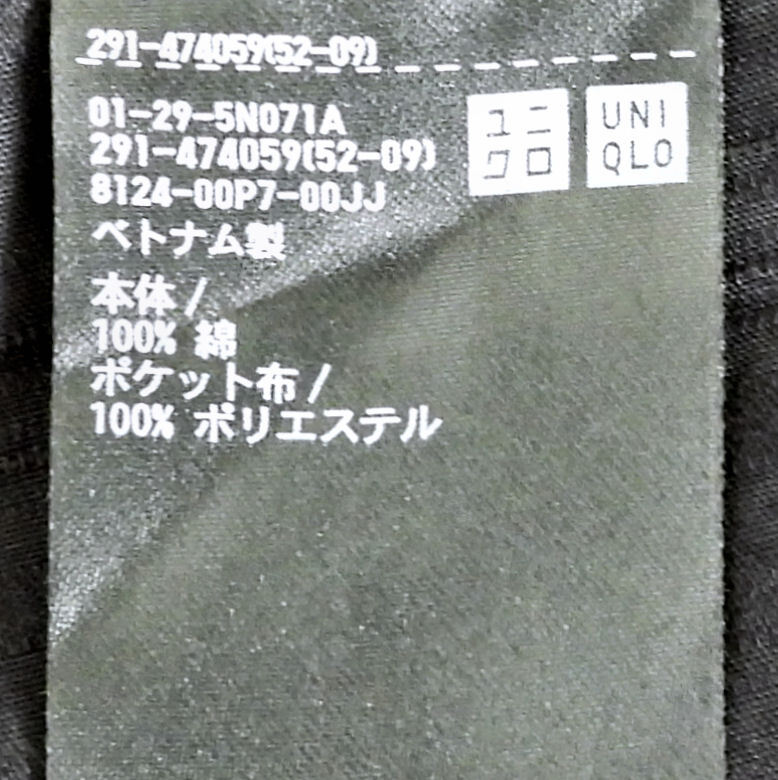 291-474059(52-09)
01-29-5N071A
291-474059(52-09)
8124-00P7-00JJ
ベトナム製
本体/
100% 綿
ポケット布/
100% ポリエステル
ユニ
クロ
UNI
QLO